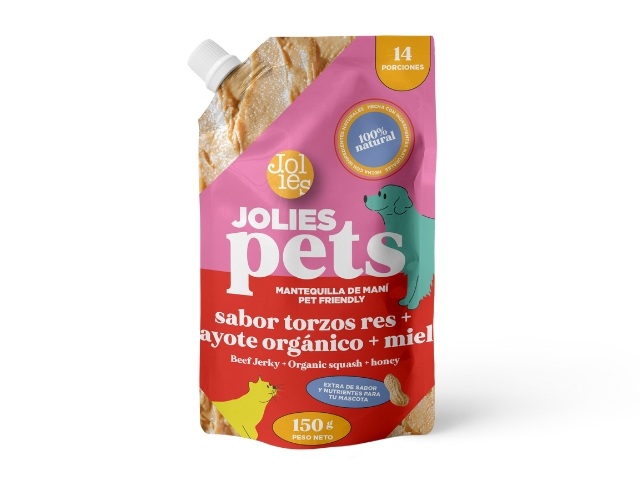 14
PORCIONES
100%
natural
Jol
ies
JOLIES
pets
MANTEQUILLA DE MANÍ
PET FRIENDLY
sabor torzos res +
ayote orgánico + miel
Beef Jerky + Organic squash + honey
EXTRA DE SABOR
Y NUTRIENTES PARA
TU MASCOTA
150 g
PESO NETO